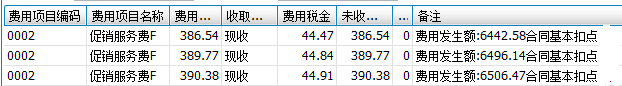 费用项目编码 费用项目名称 费用... 收取... 费用税金 未收... ... 备注
0002 促销服务费F 386.54 现收 44.47 386.54 0 费用发生额:6442.58合同基本扣点
0002 促销服务费F 389.77 现收 44.84 389.77 0 费用发生额:6496.14合同基本扣点
0002 促销服务费F 390.38 现收 44.91 390.38 0 费用发生额:6506.47合同基本扣点